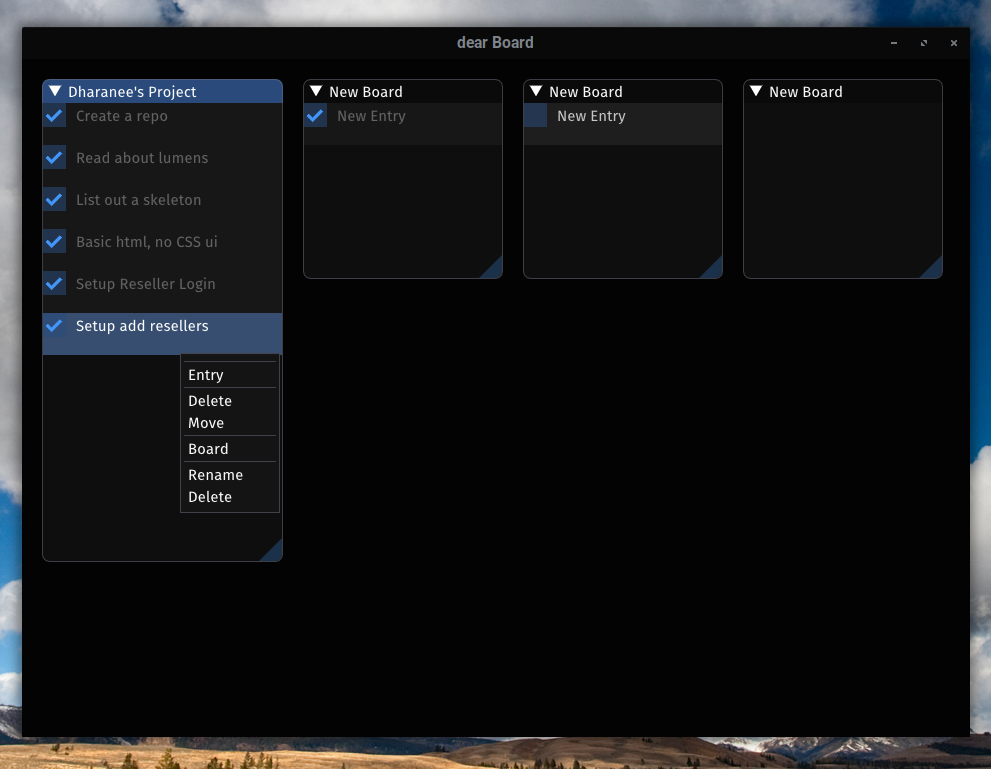 dear Board
Dharanee's Project
Create a repo
Read about lumens
List out a skeleton
Basic html, no CSS ui
Setup Reseller Login
Setup add resellers
Entry
Delete
Move
Board
Rename
Delete
New Board
New Entry
New Board
New Entry
New Board